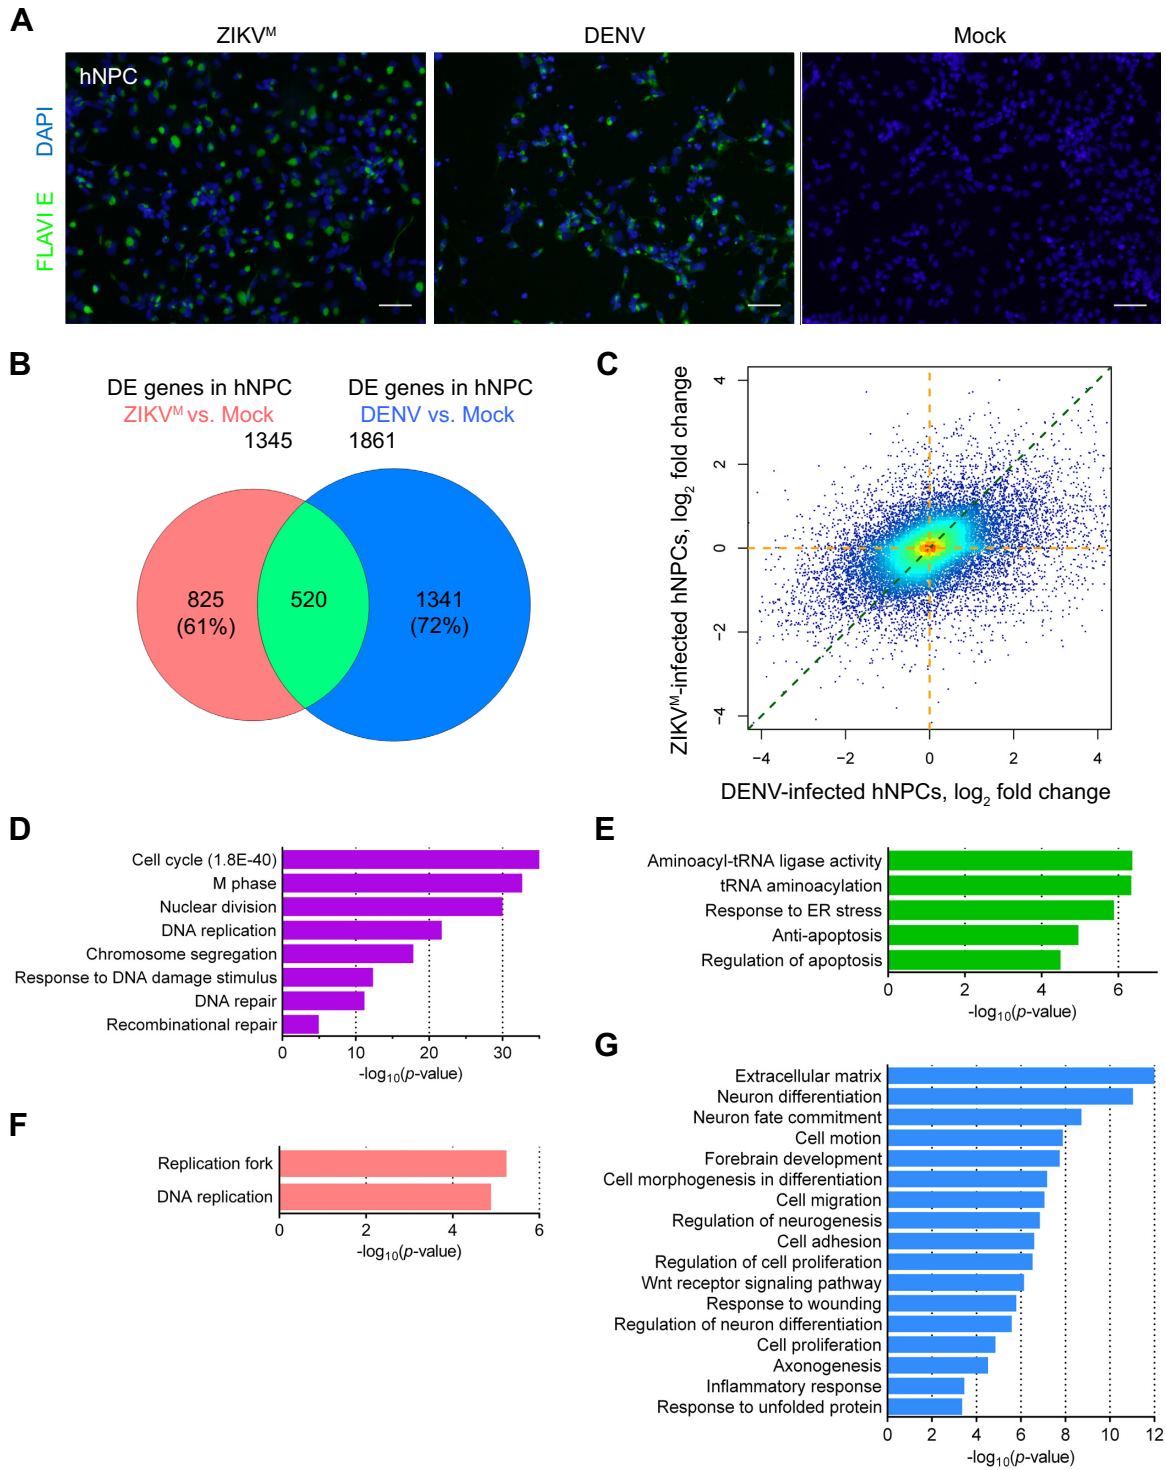 A
ZIKVᴹ
DENV
Mock
hNPC
FLAVI E DAPI
B
DE genes in hNPC
ZIKVᴹ vs. Mock
1345
DE genes in hNPC
DENV vs. Mock
1861
825
(61%)
520
1341
(72%)
C
ZIKVᴹ-infected hNPCs, log₂ fold change
4
2
0
−2
−4
−4 −2 0 2 4
DENV-infected hNPCs, log₂ fold change
D
Cell cycle (1.8E-40)
M phase
Nuclear division
DNA replication
Chromosome segregation
Response to DNA damage stimulus
DNA repair
Recombinational repair
0 10 20 30
-log₁₀(p-value)
E
Aminoacyl-tRNA ligase activity
tRNA aminoacylation
Response to ER stress
Anti-apoptosis
Regulation of apoptosis
0 2 4 6
-log₁₀(p-value)
F
Replication fork
DNA replication
0 2 4 6
-log₁₀(p-value)
G
Extracellular matrix
Neuron differentiation
Neuron fate commitment
Cell motion
Forebrain development
Cell morphogenesis in differentiation
Cell migration
Regulation of neurogenesis
Cell adhesion
Regulation of cell proliferation
Wnt receptor signaling pathway
Response to wounding
Regulation of neuron differentiation
Cell proliferation
Axonogenesis
Inflammatory response
Response to unfolded protein
0 2 4 6 8 10 12
-log₁₀(p-value)